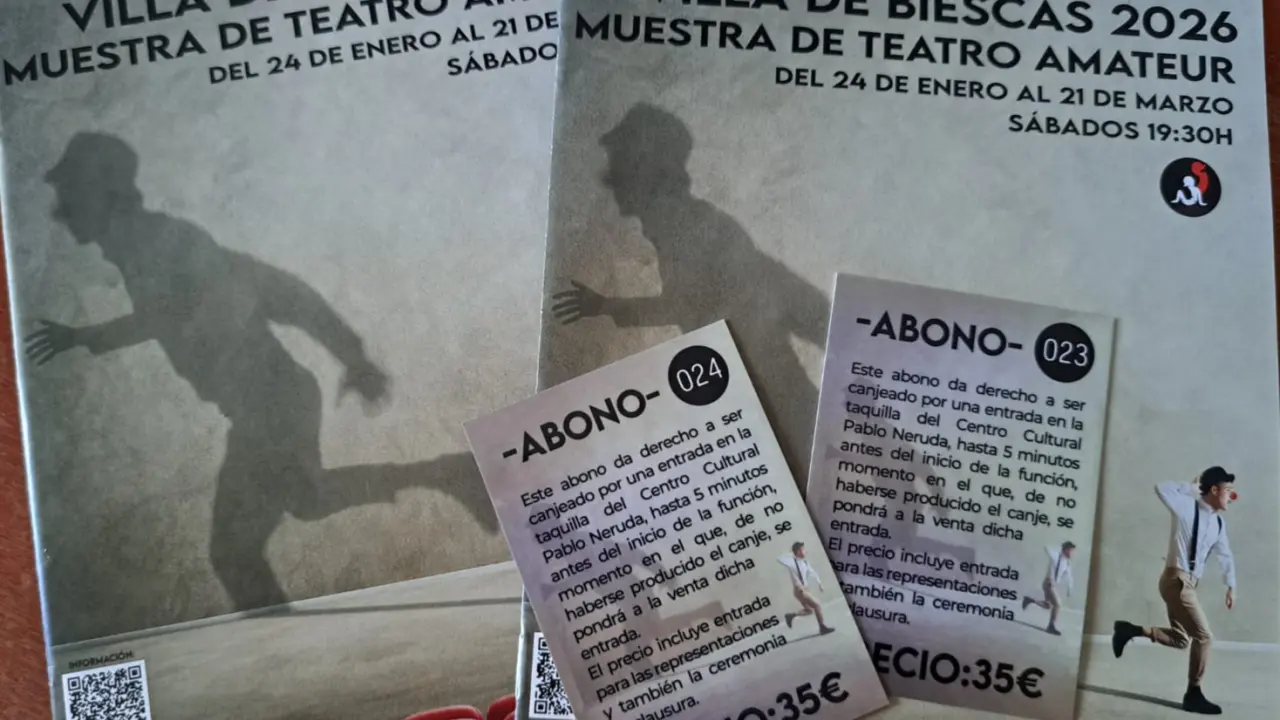 VILLA DE
MUESTRA DE TEATRO AM
DEL 24 DE ENERO AL 21 DE
SÁBADO
INFORMACIÓN:
VILLA DE BIESCAS 2026
MUESTRA DE TEATRO AMATEUR
DEL 24 DE ENERO AL 21 DE MARZO
SÁBADOS 19:30H
-ABONO- 024
Este abono da derecho a ser
canjeado por una entrada en la
taquilla del Centro Cultural
Pablo Neruda, hasta 5 minutos
antes del inicio de la función,
momento en el que, de no
haberse producido el canje, se
pondrá a la venta dicha
entrada.
El precio incluye entrada
para las representaciones
y también la ceremonia
lausura.
IO:35€
-ABONO- 023
Este abono da derecho a ser
canjeado por una entrada en la
taquilla del Centro Cultural
Pablo Neruda, hasta 5 minutos
antes del inicio de la función,
momento en el que, de no
haberse producido el canje, se
pondrá a la venta dicha
entrada.
El precio incluye entrada
para las representaciones
también la ceremonia
lausura.
ECIO:35€